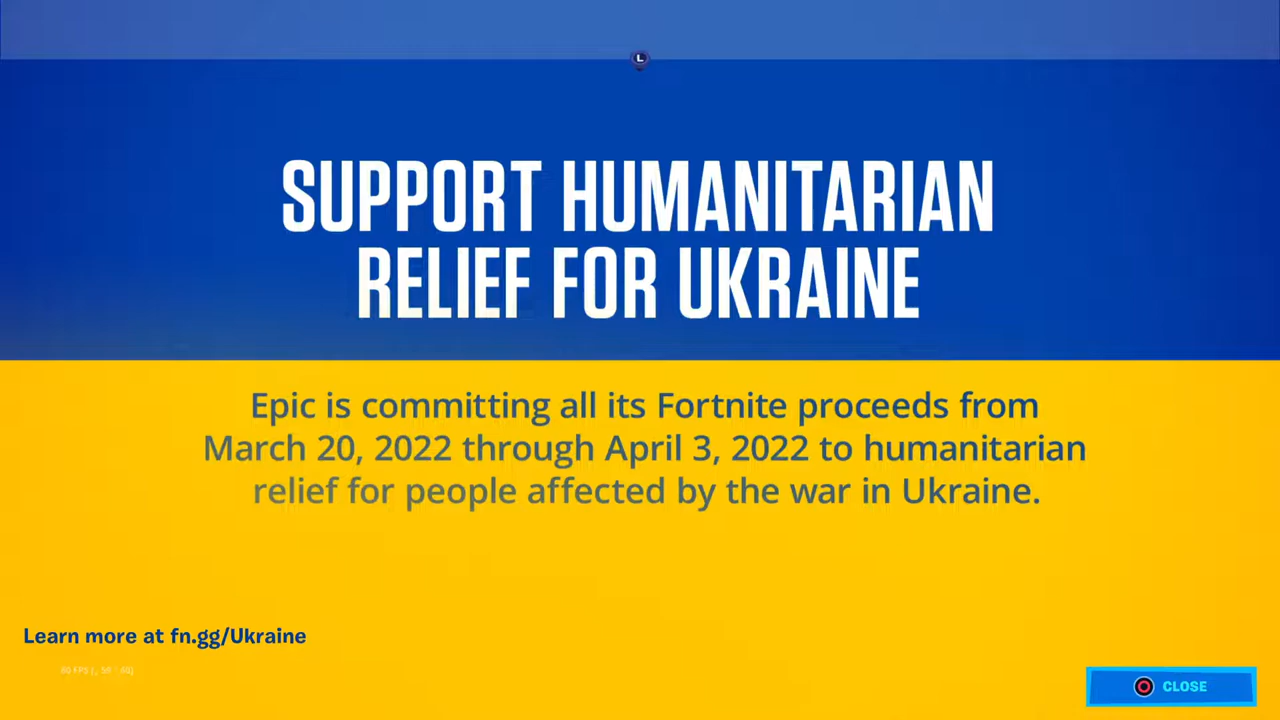 L
SUPPORT HUMANITARIAN
RELIEF FOR UKRAINE
Epic is committing all its Fortnite proceeds from
March 20, 2022 through April 3, 2022 to humanitarian
relief for people affected by the war in Ukraine.
Learn more at fn.gg/Ukraine
CLOSE